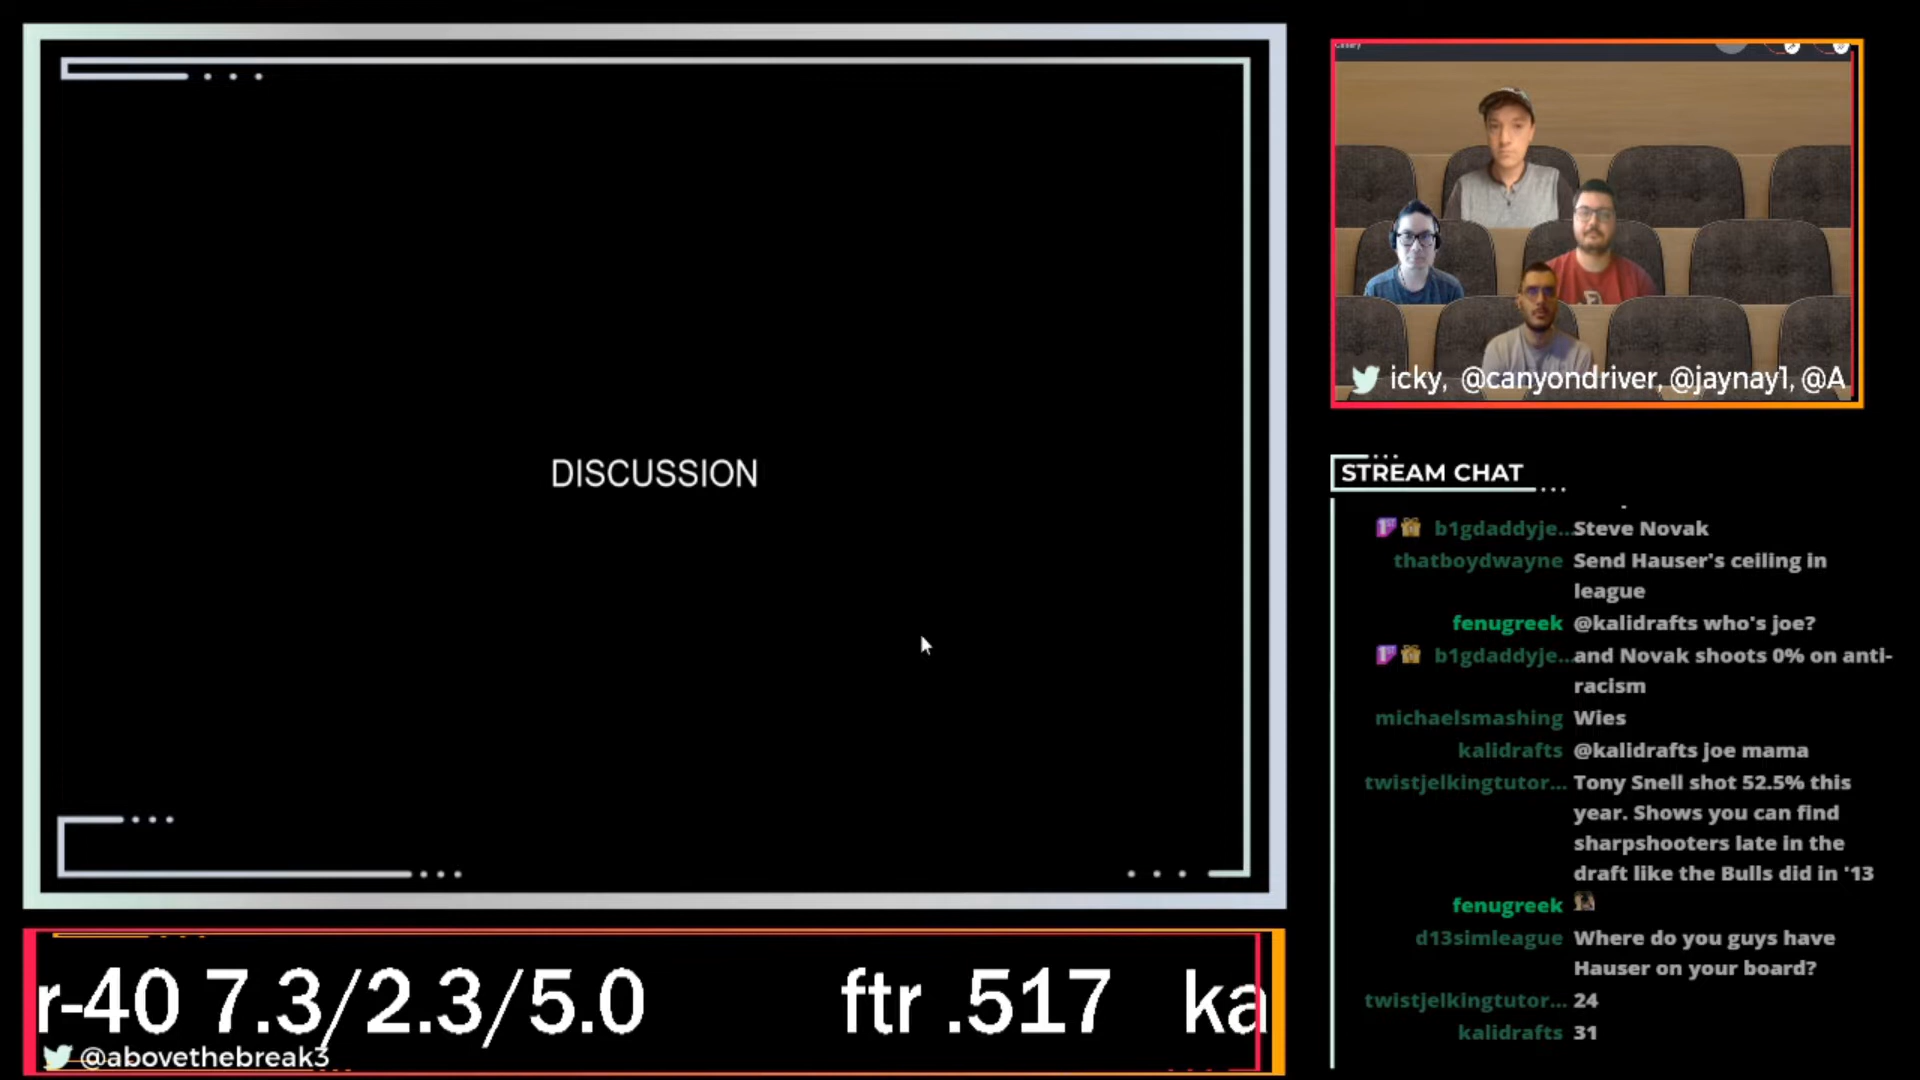 DISCUSSION
icky, @canyondriver, @jaynay1, @A
STREAM CHAT
b1gdaddyje... Steve Novak
thatboydwayne Send Hauser's ceiling in
league
fenugreek @kalidrafts who's joe?
b1gdaddyje... and Novak shoots 0% on anti-
racism
michaelsmashing Wies
kalidrafts @kalidrafts joe mama
twistjelkingtutor... Tony Snell shot 52.5% this
year. Shows you can find
sharpshooters late in the
draft like the Bulls did in '13
fenugreek
d13simleague Where do you guys have
Hauser on your board?
twistjelkingtutor... 24
kalidrafts 31
r-40 7.3/2.3/5.0 ftr .517 ka
@abovethebreak3